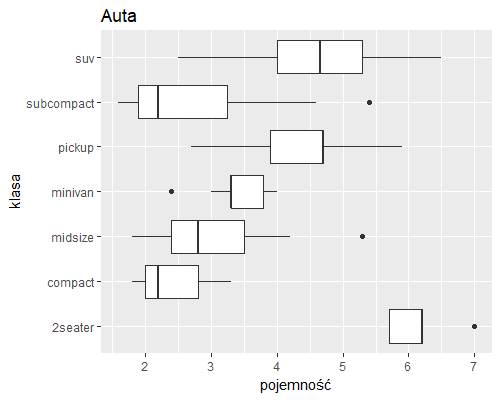 Auta
klasa
suv
subcompact
pickup
minivan
midsize
compact
2seater
2 3 4 5 6 7
pojemność